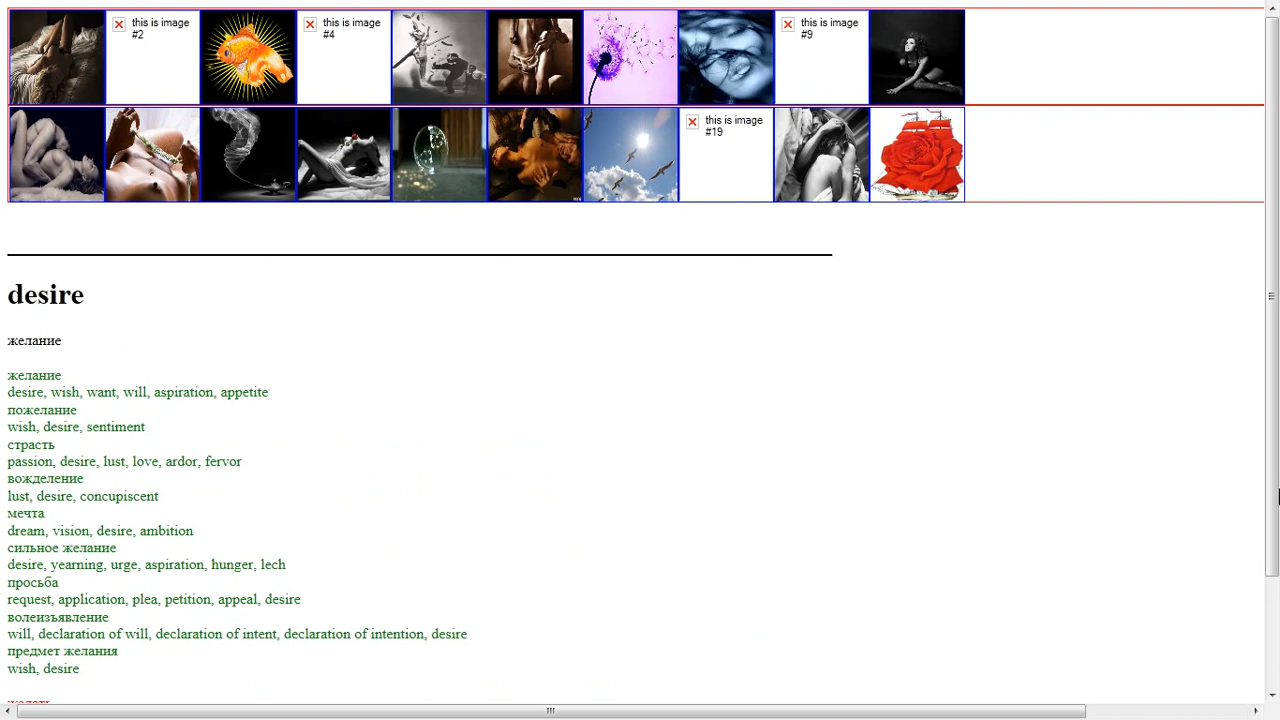 this is image
#2
this is image
#4
this is image
#9
this is image
#19
desire
желание
желание
desire, wish, want, will, aspiration, appetite
пожелание
wish, desire, sentiment
страсть
passion, desire, lust, love, ardor, fervor
вожделение
lust, desire, concupiscent
мечта
dream, vision, desire, ambition
сильное желание
desire, yearning, urge, aspiration, hunger, lech
просьба
request, application, plea, petition, appeal, desire
волеизъявление
will, declaration of will, declaration of intent, declaration of intention, desire
предмет желания
wish, desire